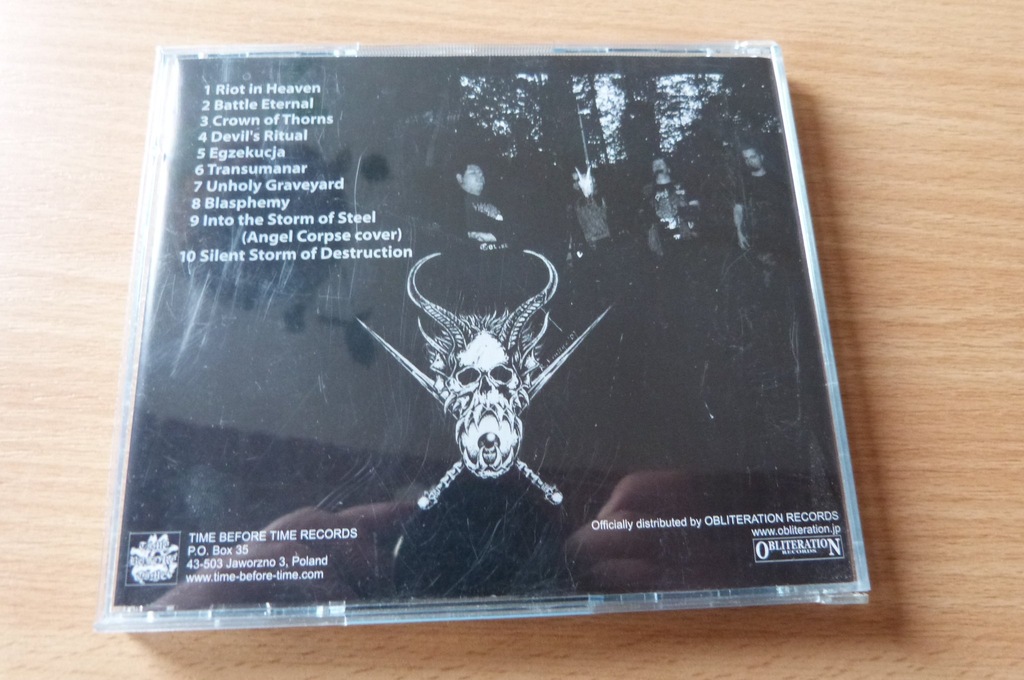 1 Riot in Heaven
2 Battle Eternal
3 Crown of Thorns
4 Devil's Ritual
5 Egzekucja
6 Transumanar
7 Unholy Graveyard
8 Blasphemy
9 Into the Storm of Steel
(Angel Corpse cover)
10 Silent Storm of Destruction
TIME BEFORE TIME RECORDS
P.O. Box 35
43-503 Jaworzno 3, Poland
www.time-before-time.com
Officially distributed by OBLITERATION RECORDS
www.obliteration.jp
OBLITERATION
RECORDS